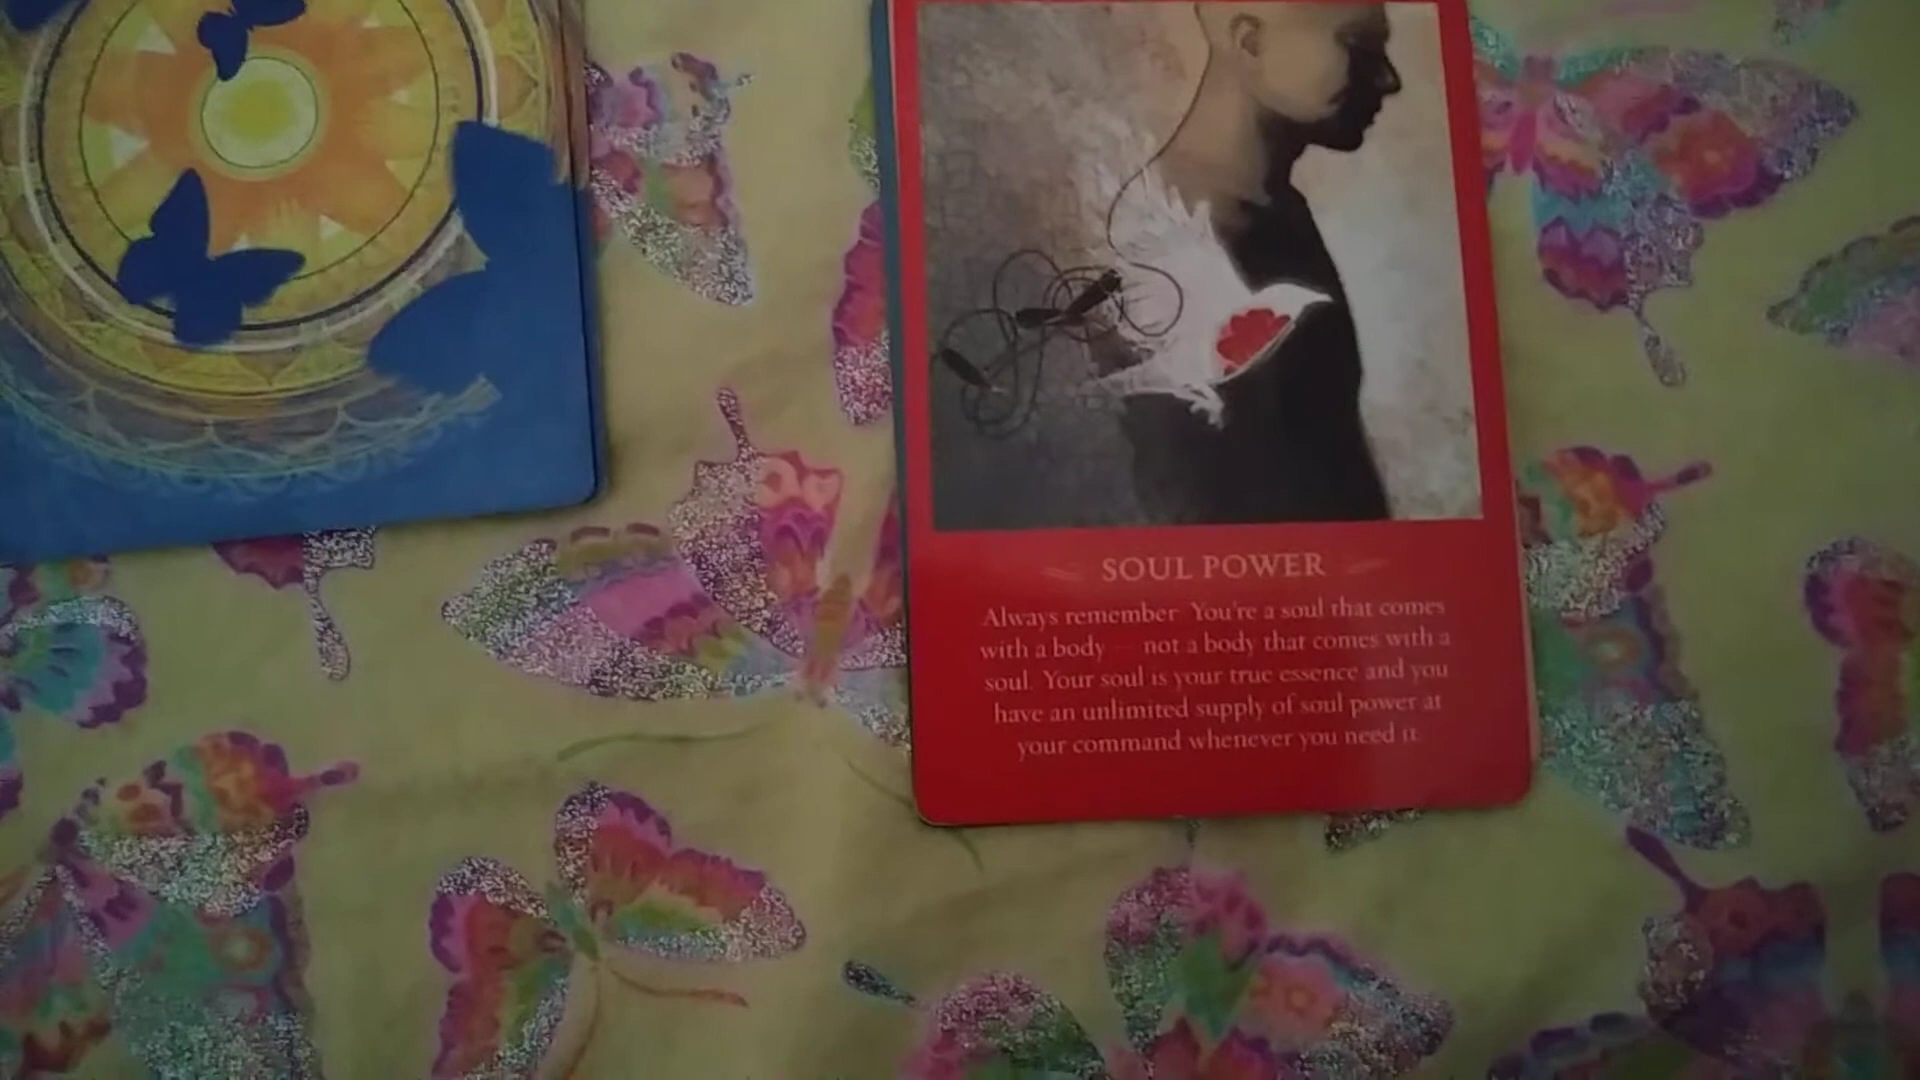 SOUL POWER
Always remember You're a soul that comes
with a body — not a body that comes with a
soul. Your soul is your true essence and you
have an unlimited supply of soul power at
your command whenever you need it.